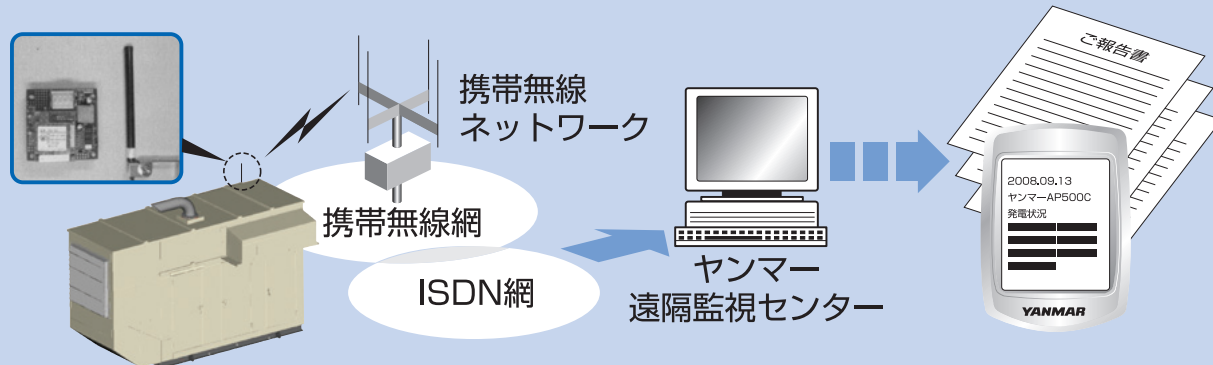 携帯無線
ネットワーク
携帯無線網
ISDN網
ヤンマー
遠隔監視センター
ご報告書
2008.09.13
ヤンマーAP500C
発電状況
YANMAR